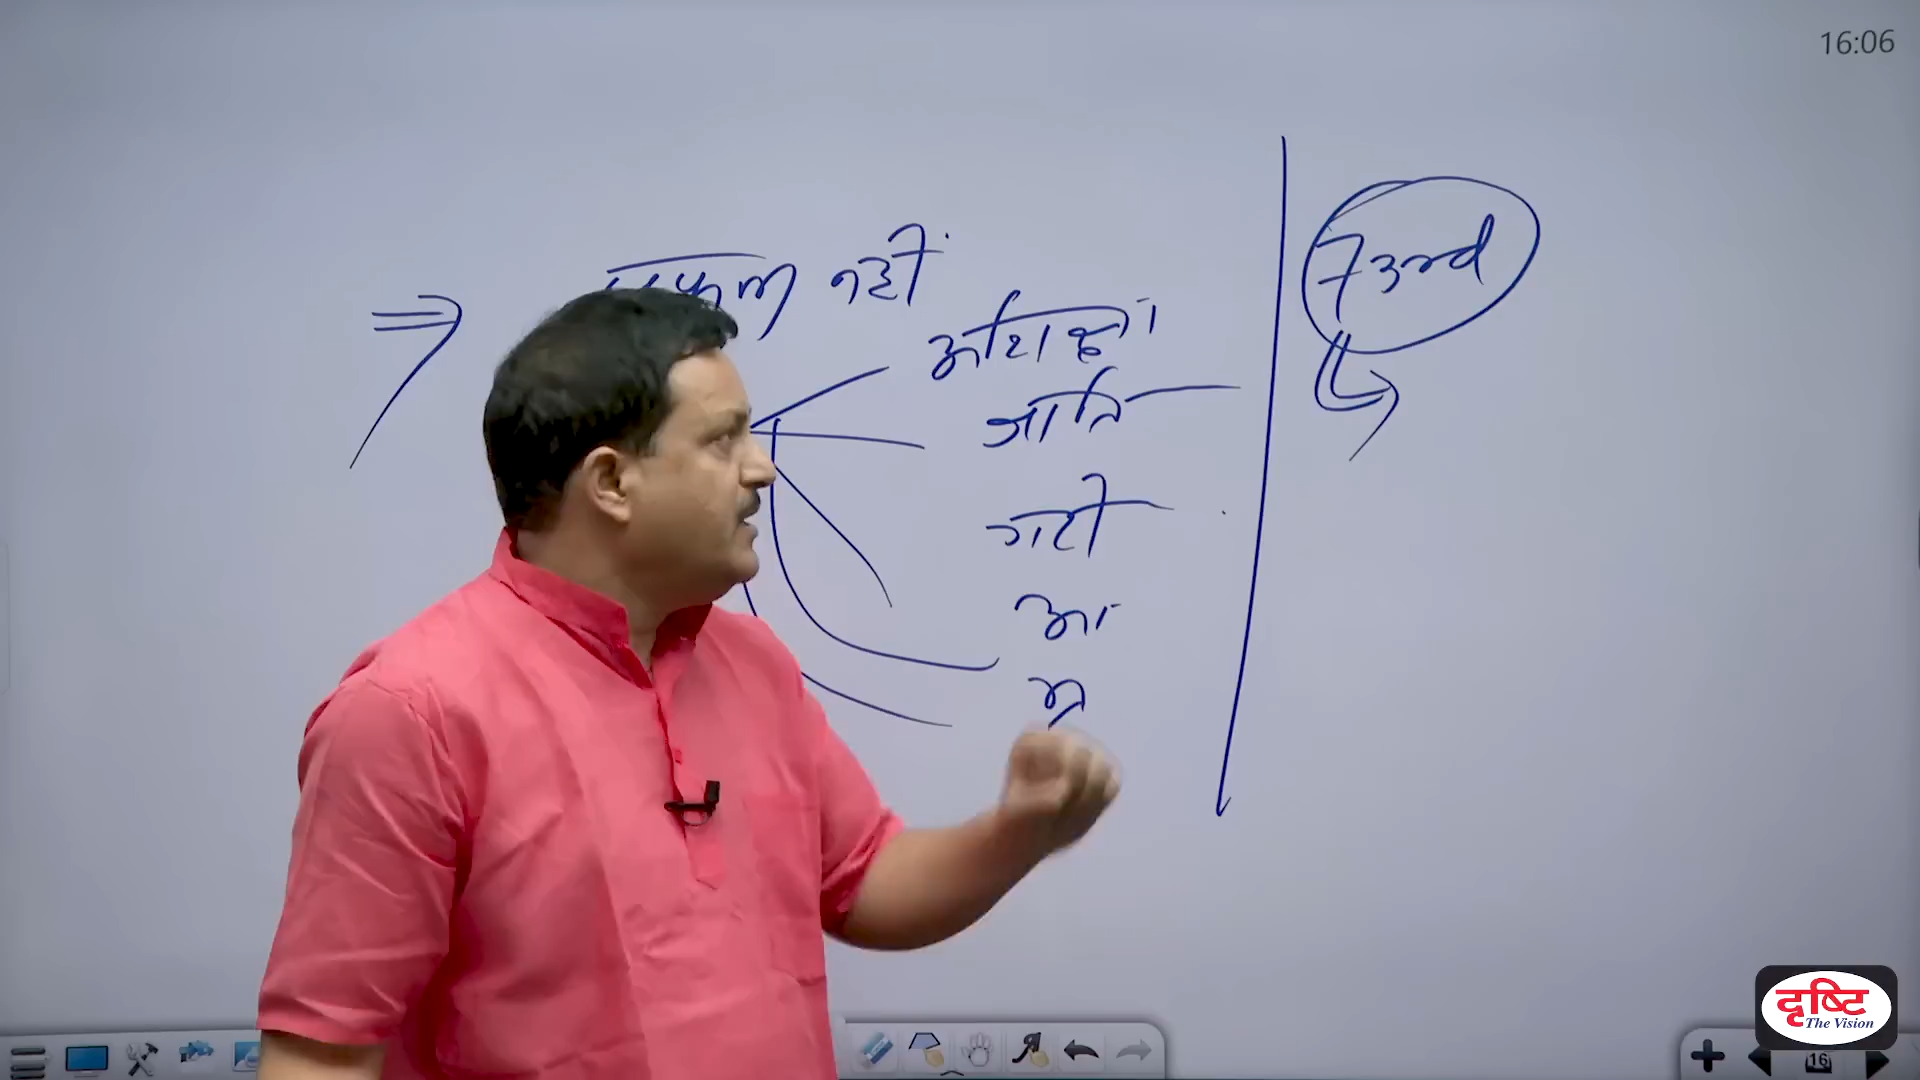 16:06
नहीं
अशिक्षा
जाति
गरीबी
आ
73rd
दृष्टि
The Vision
16